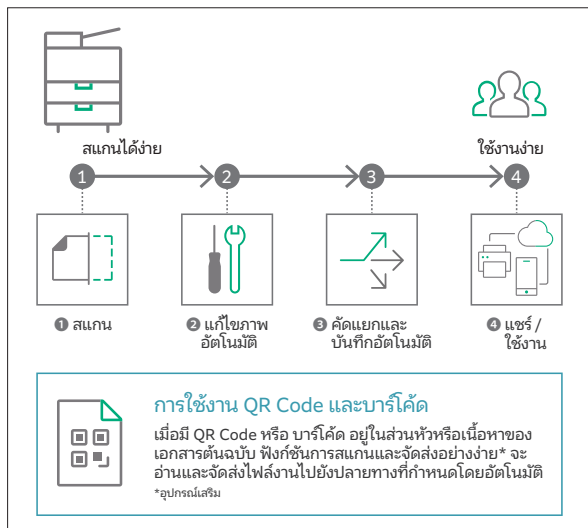 สแกนได้ง่าย
ใช้งานง่าย
1
2
3
4
❶ สแกน
❷ แก้ไขภาพ
อัตโนมัติ
❸ คัดแยกและ
บันทึกอัตโนมัติ
❹ แชร์ /
ใช้งาน
การใช้งาน QR Code และบาร์โค้ด
เมื่อมี QR Code หรือ บาร์โค้ด อยู่ในส่วนหัวหรือเนื้อหาของ
เอกสารต้นฉบับ ฟังก์ชันการสแกนและจัดส่งอย่างง่าย* จะ
อ่านและจัดส่งไฟล์งานไปยังปลายทางที่กำหนดโดยอัตโนมัติ
*อุปกรณ์เสริม